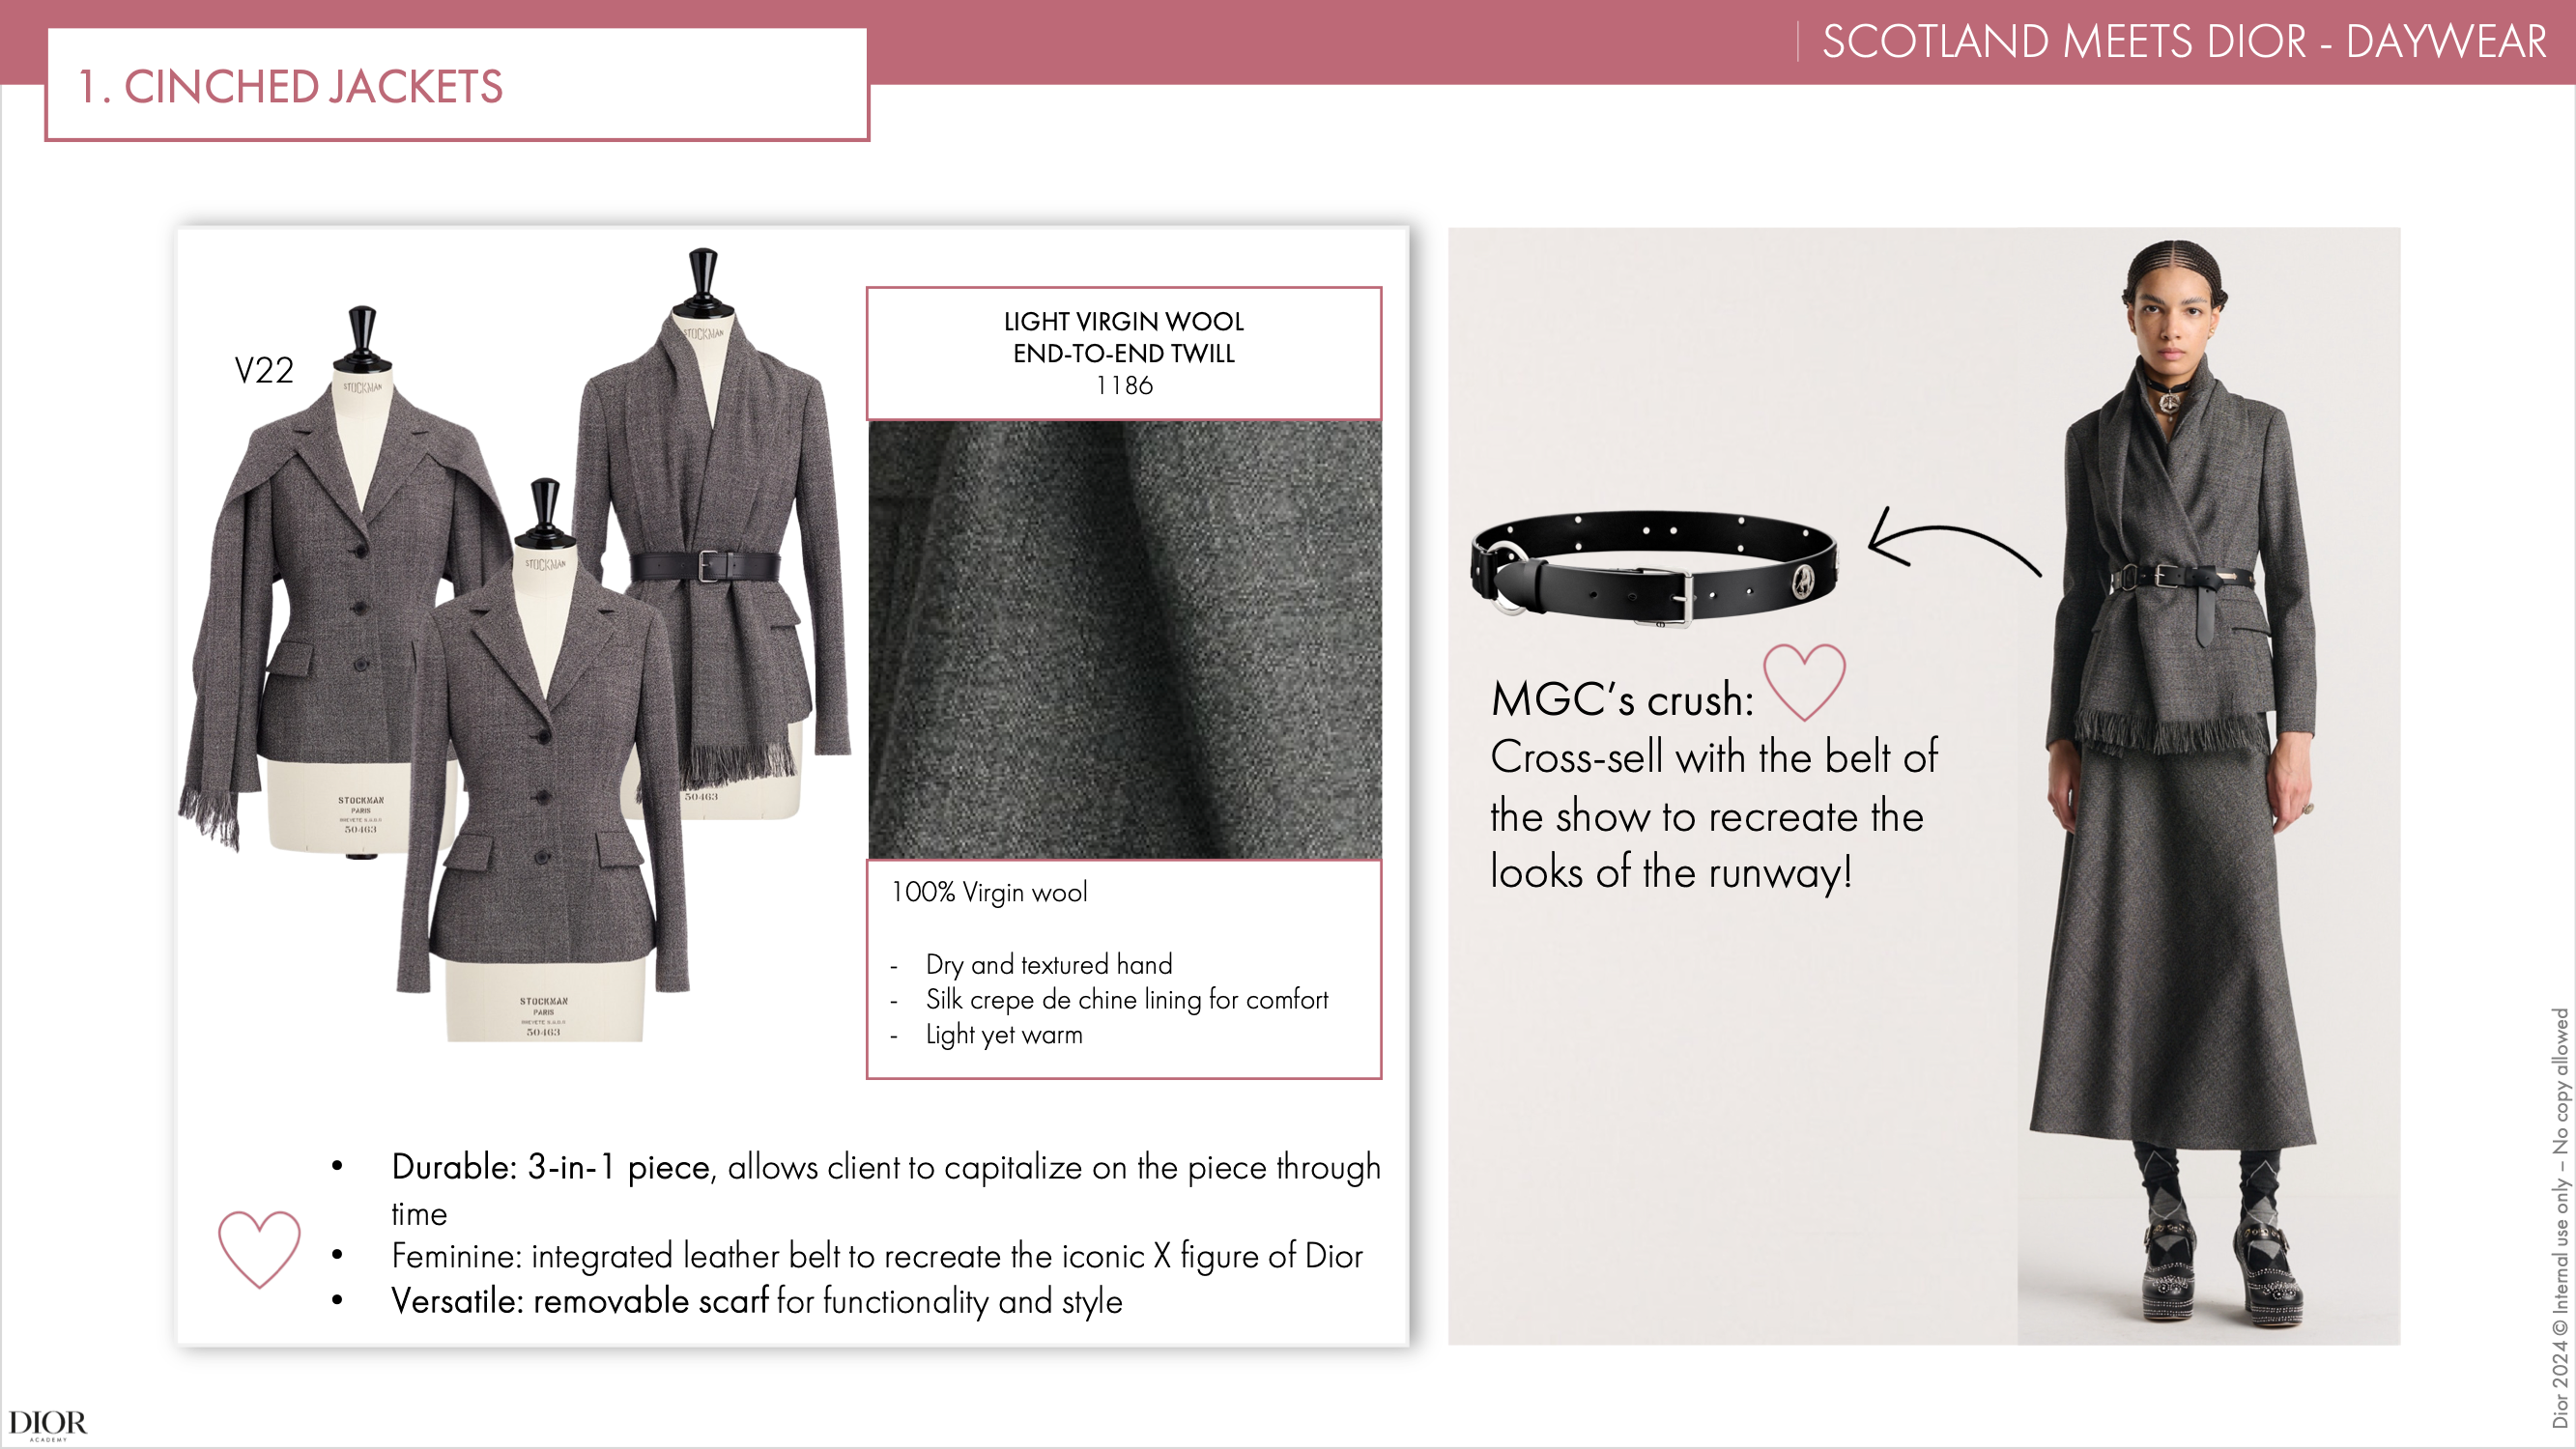 SCOTLAND MEETS DIOR - DAYWEAR
1. CINCHED JACKETS
V22
STOCKMAN
STOCKMAN
STOCKMAN
STOCKMAN
PARIS
50463
50463
STOCKMAN
PARIS
50463
LIGHT VIRGIN WOOL
END-TO-END TWILL
1186
100% Virgin wool
- Dry and textured hand
- Silk crepe de chine lining for comfort
- Light yet warm
• Durable: 3-in-1 piece, allows client to capitalize on the piece through
time
• Feminine: integrated leather belt to recreate the iconic X figure of Dior
• Versatile: removable scarf for functionality and style
MGC’s crush:
Cross-sell with the belt of
the show to recreate the
looks of the runway!
Dior 2024 © Internal use only – No copy allowed
DIOR
ACADEMY